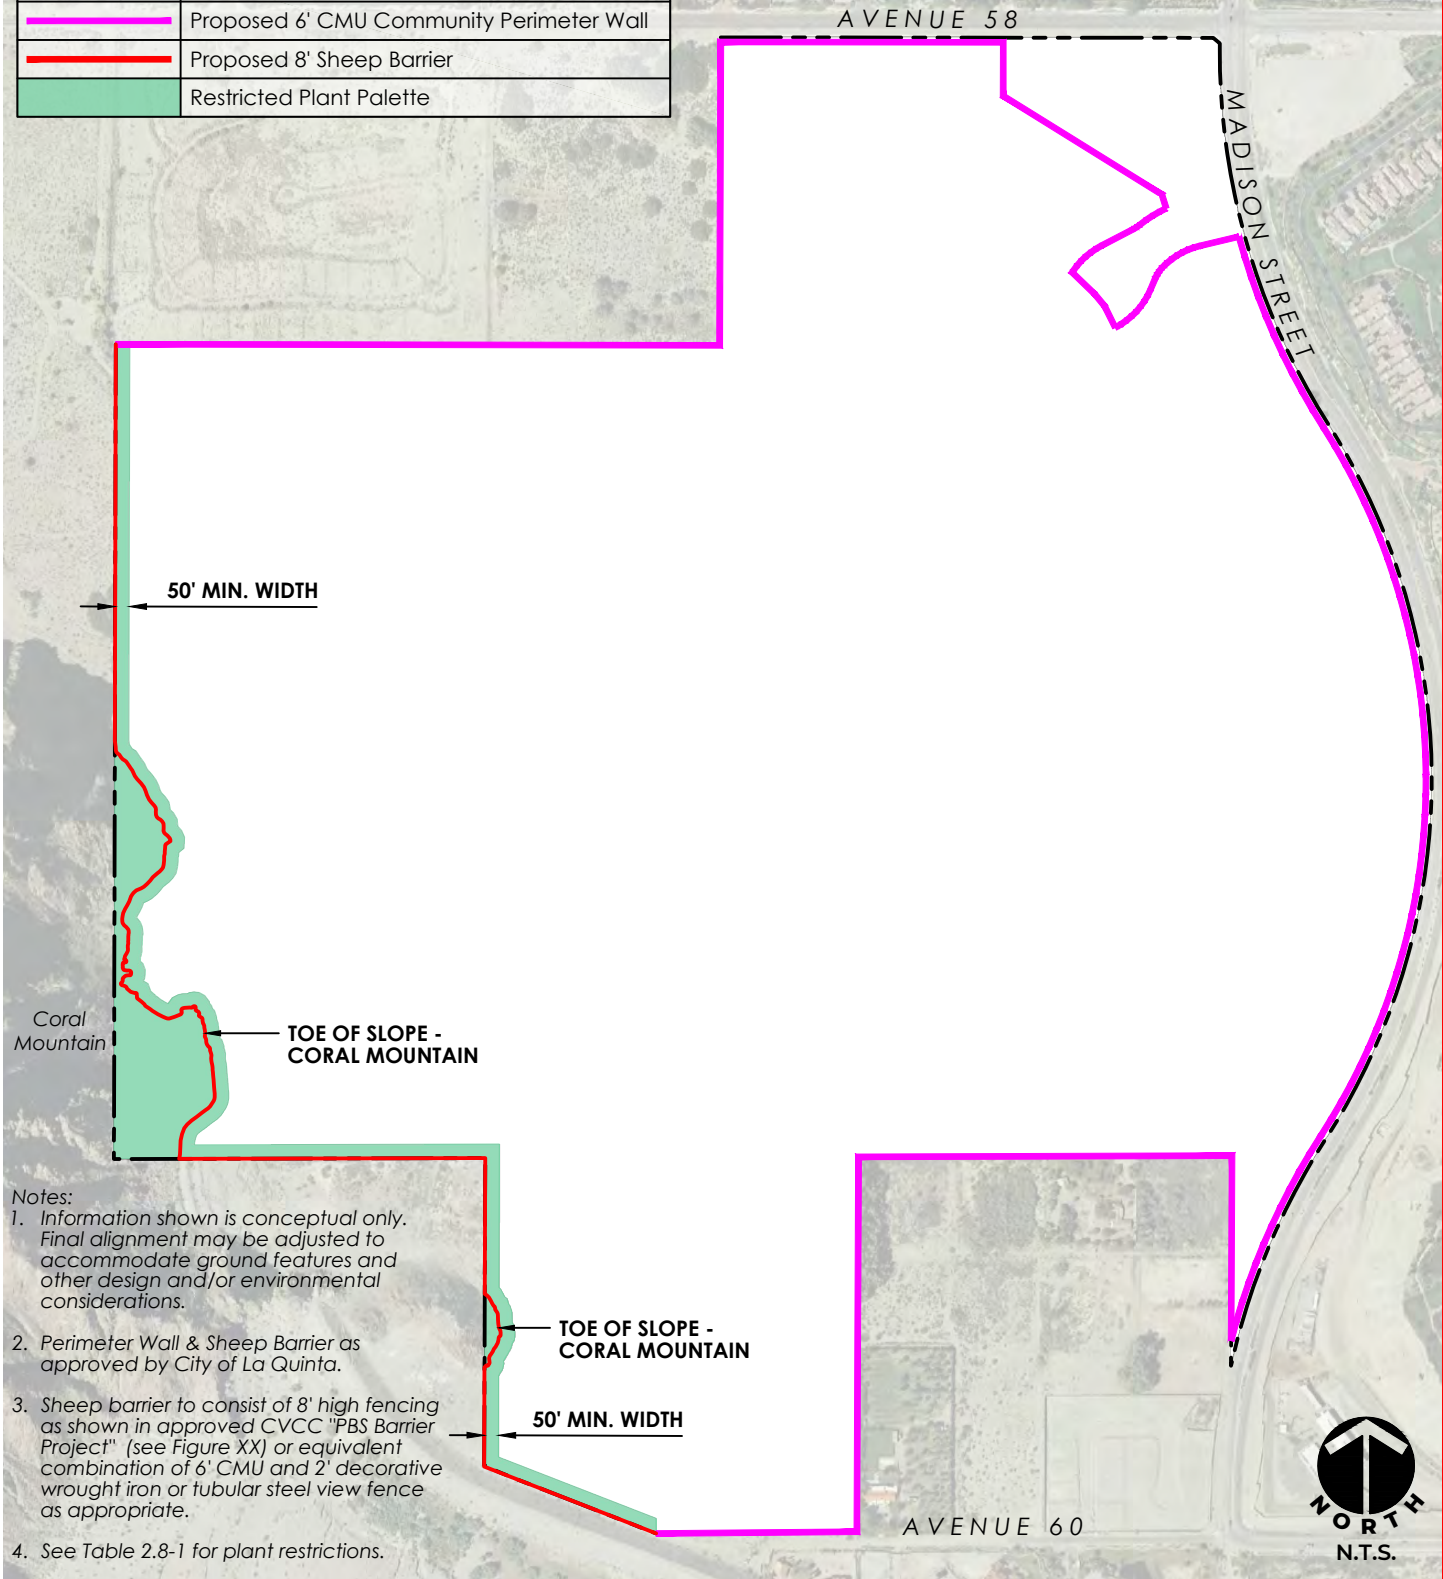 Proposed 6' CMU Community Perimeter Wall
Proposed 8' Sheep Barrier
Restricted Plant Palette
AVENUE 58
MADISON STREET
50' MIN. WIDTH
Coral
Mountain
TOE OF SLOPE -
CORAL MOUNTAIN
Notes:
1. Information shown is conceptual only.
Final alignment may be adjusted to
accommodate ground features and
other design and/or environmental
considerations.
2. Perimeter Wall & Sheep Barrier as
approved by City of La Quinta.
3. Sheep barrier to consist of 8' high fencing
as shown in approved CVCC "PBS Barrier
Project" (see Figure XX) or equivalent
combination of 6' CMU and 2' decorative
wrought iron or tubular steel view fence
as appropriate.
4. See Table 2.8-1 for plant restrictions.
TOE OF SLOPE -
CORAL MOUNTAIN
50' MIN. WIDTH
AVENUE 60
NORTH
N.T.S.